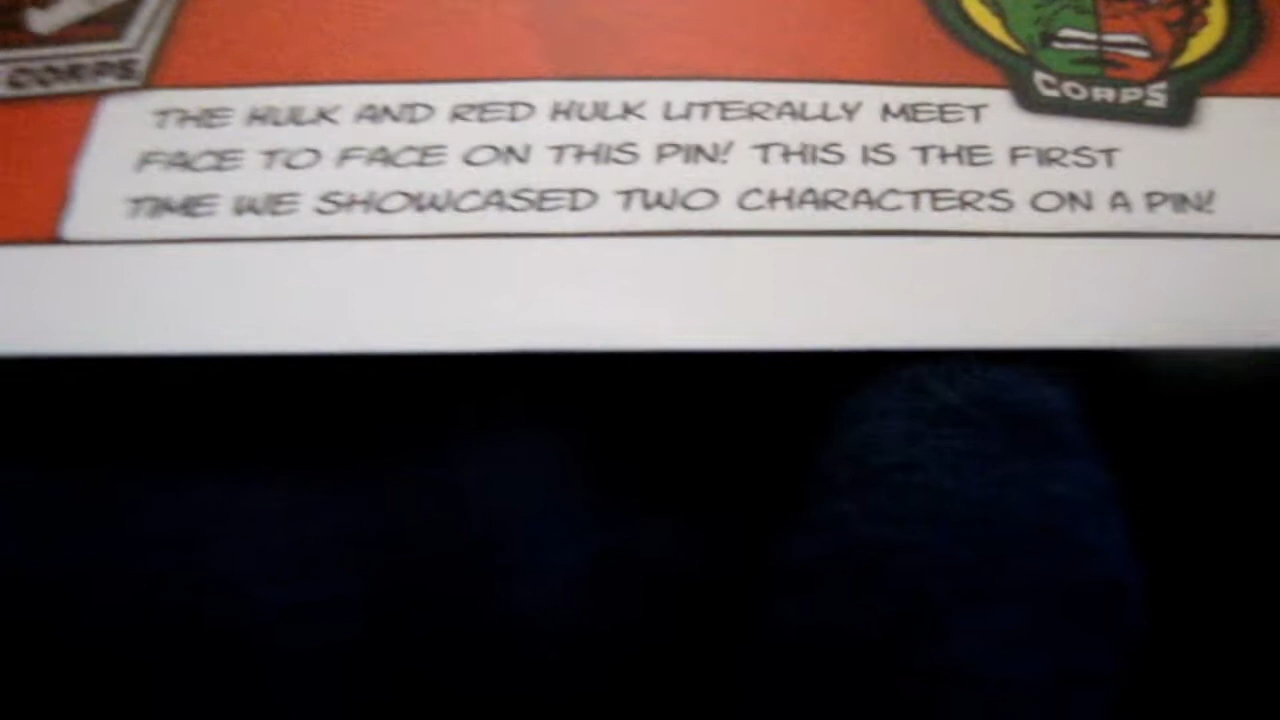 CORPS
CORPS
THE HULK AND RED HULK LITERALLY MEET
FACE TO FACE ON THIS PIN! THIS IS THE FIRST
TIME WE SHOWCASED TWO CHARACTERS ON A PIN!